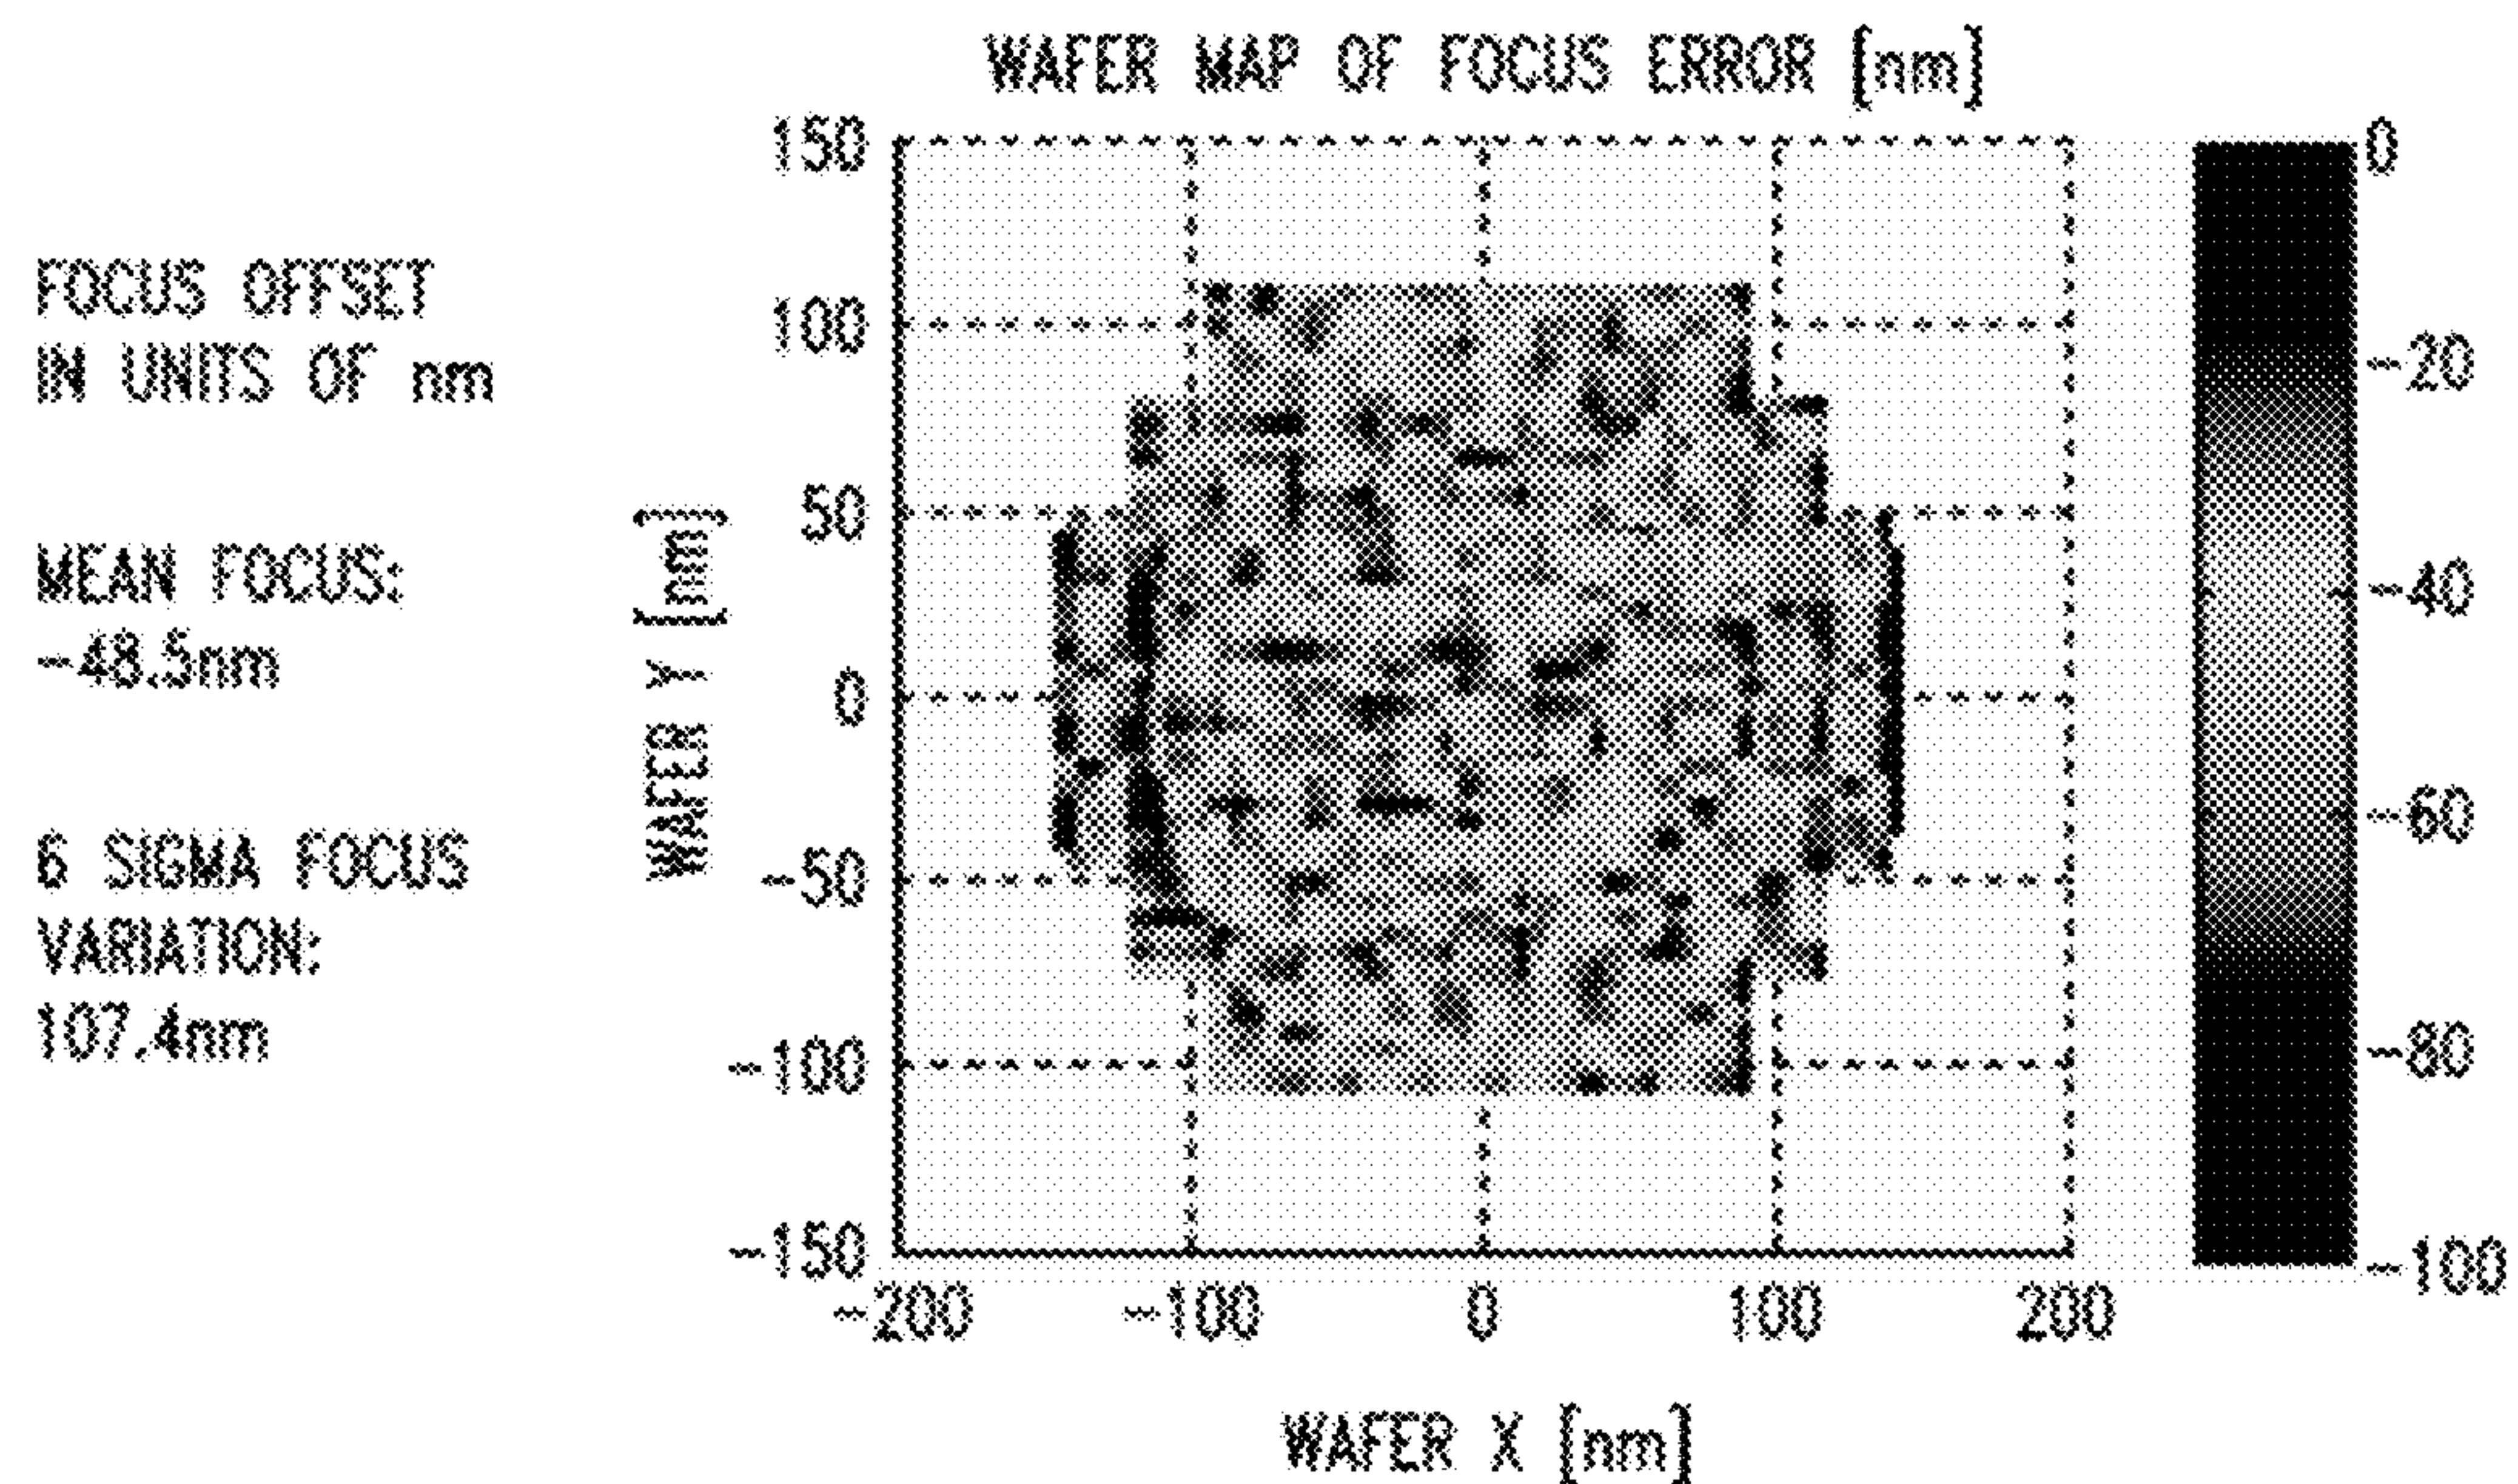 WAFER MAP OF FOCUS ERROR [nm]
FOCUS OFFSET
IN UNITS OF nm
MEAN FOCUS:
-48.5nm
6 SIGMA FOCUS
VARIATION:
107.4nm
WAFER Y [nm]
150
100
50
0
-50
-100
-150
-200
-100
0
100
200
WAFER X [nm]
0
-20
-40
-60
-80
-100